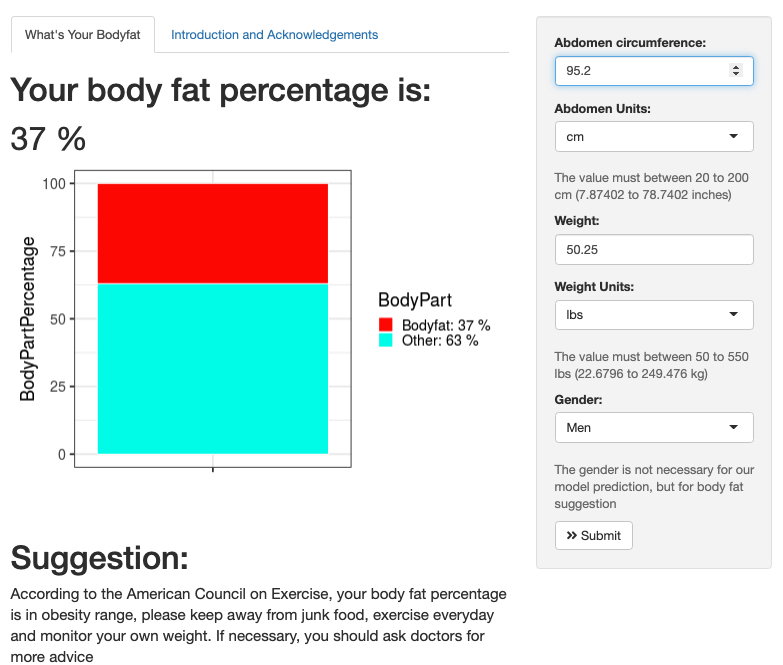 What's Your Bodyfat
Introduction and Acknowledgements
Your body fat percentage is:
37 %
100
75
50
25
0
BodyPartPercentage
BodyPart
Bodyfat: 37 %
Other: 63 %
Suggestion:
According to the American Council on Exercise, your body fat percentage
is in obesity range, please keep away from junk food, exercise everyday
and monitor your own weight. If necessary, you should ask doctors for
more advice
Abdomen circumference:
95.2
Abdomen Units:
cm
The value must between 20 to 200
cm (7.87402 to 78.7402 inches)
Weight:
50.25
Weight Units:
lbs
The value must between 50 to 550
lbs (22.6796 to 249.476 kg)
Gender:
Men
The gender is not necessary for our
model prediction, but for body fat
suggestion
Submit